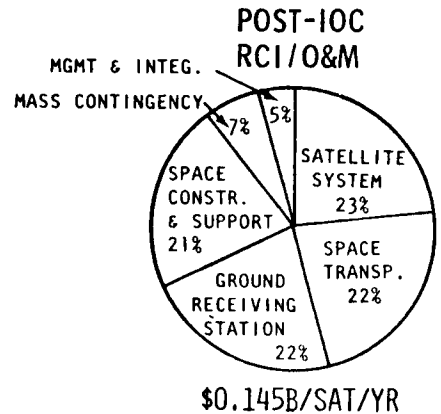 POST-IOC
RCI/O&M
MGMT & INTEG.
MASS CONTINGENCY
5%
7%
SATELLITE
SYSTEM
23%
SPACE
CONSTR.
& SUPPORT
21%
SPACE
TRANSP.
22%
GROUND
RECEIVING
STATION
22%
$0.145B/SAT/YR